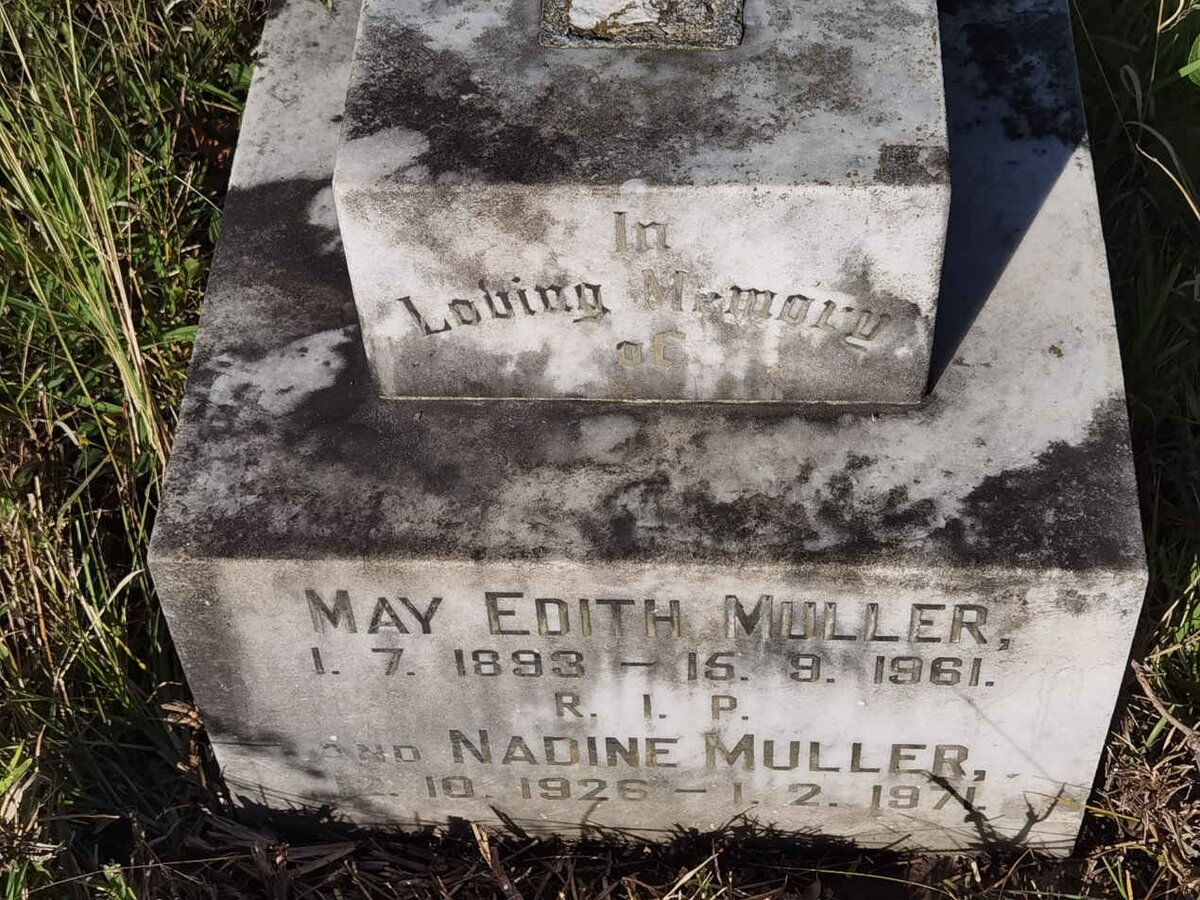 In
Loving Memory
of
MAY EDITH MULLER,
1. 7. 1893 — 15. 9. 1961.
R. I. P.
AND NADINE MULLER,
10. 1926 — 1. 2. 1971.